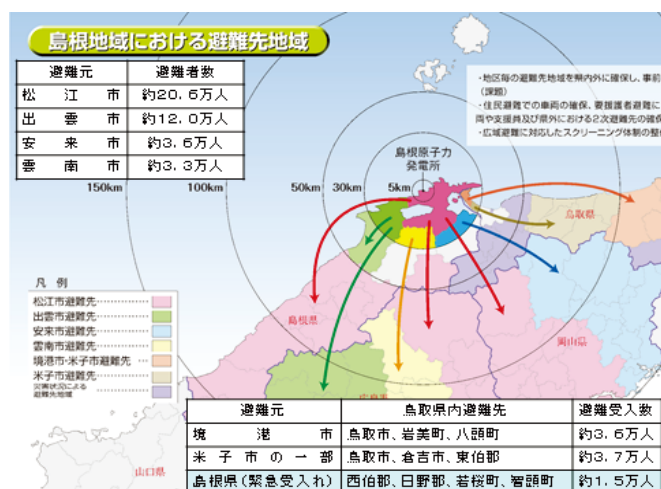 島根地域における避難先地域
避難元 避難者数
松江市 約20.6万人
出雲市 約12.0万人
安来市 約3.6万人
雲南市 約3.3万人
・地区毎の避難先地域を県内外に確保し、事前
(課題)
・住民避難での車両の確保、要援護者避難に
両や支援員及び県外における2次避難先の確保
・広域避難に対応したスクリーニング体制の整
島根原子力
発電所
150km 100km 50km 30km 5km
鳥取県
島根県
岡山県
広島県
山口県
凡例
松江市避難先
出雲市避難先
安来市避難先
雲南市避難先
境港市・米子市避難先
米子市避難先
災害状況による
避難先地域
避難元 鳥取県内避難先 避難受入数
境港市 鳥取市、岩美町、八頭町 約3.6万人
米子市の一部 鳥取市、倉吉市、東伯郡 約3.7万人
島根県(緊急受入れ) 西伯郡、日野郡、若桜町、智頭町 約1.5万人